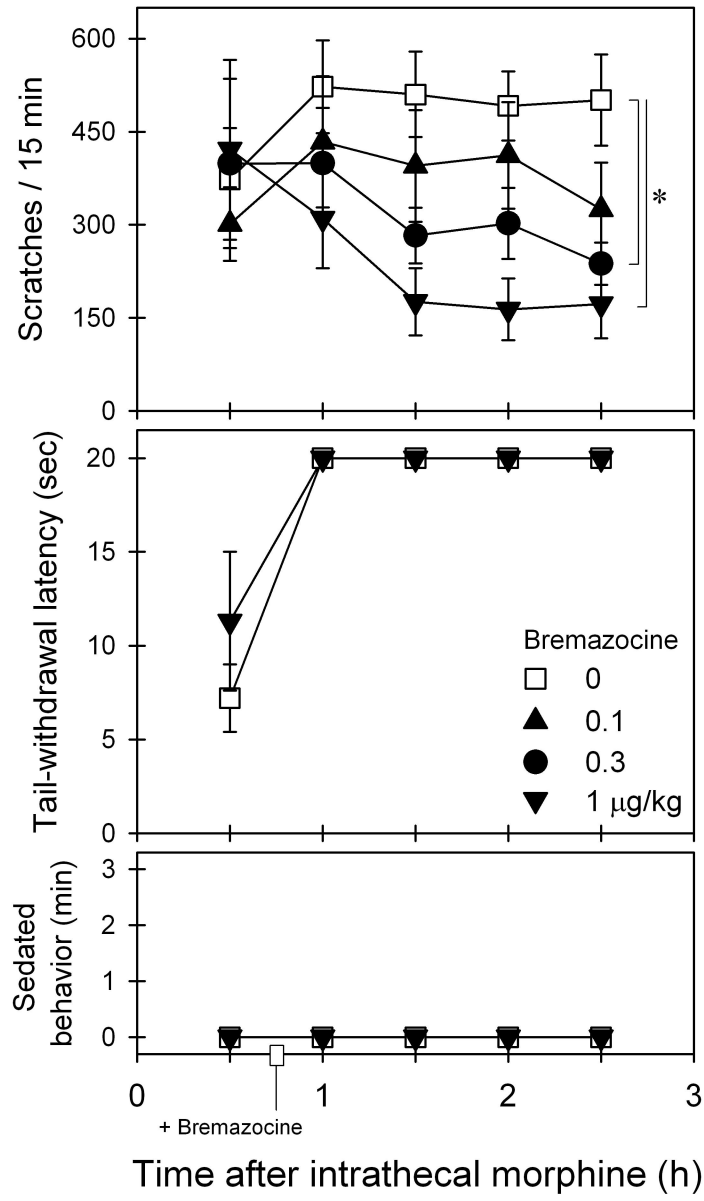 Scratches / 15 min
600
450
300
150
0
*
Tail-withdrawal latency (sec)
20
15
10
5
0
Bremazocine
0
0.1
0.3
1 µg/kg
Sedated
behavior (min)
3
2
1
0
0 1 2 3
+ Bremazocine
Time after intrathecal morphine (h)